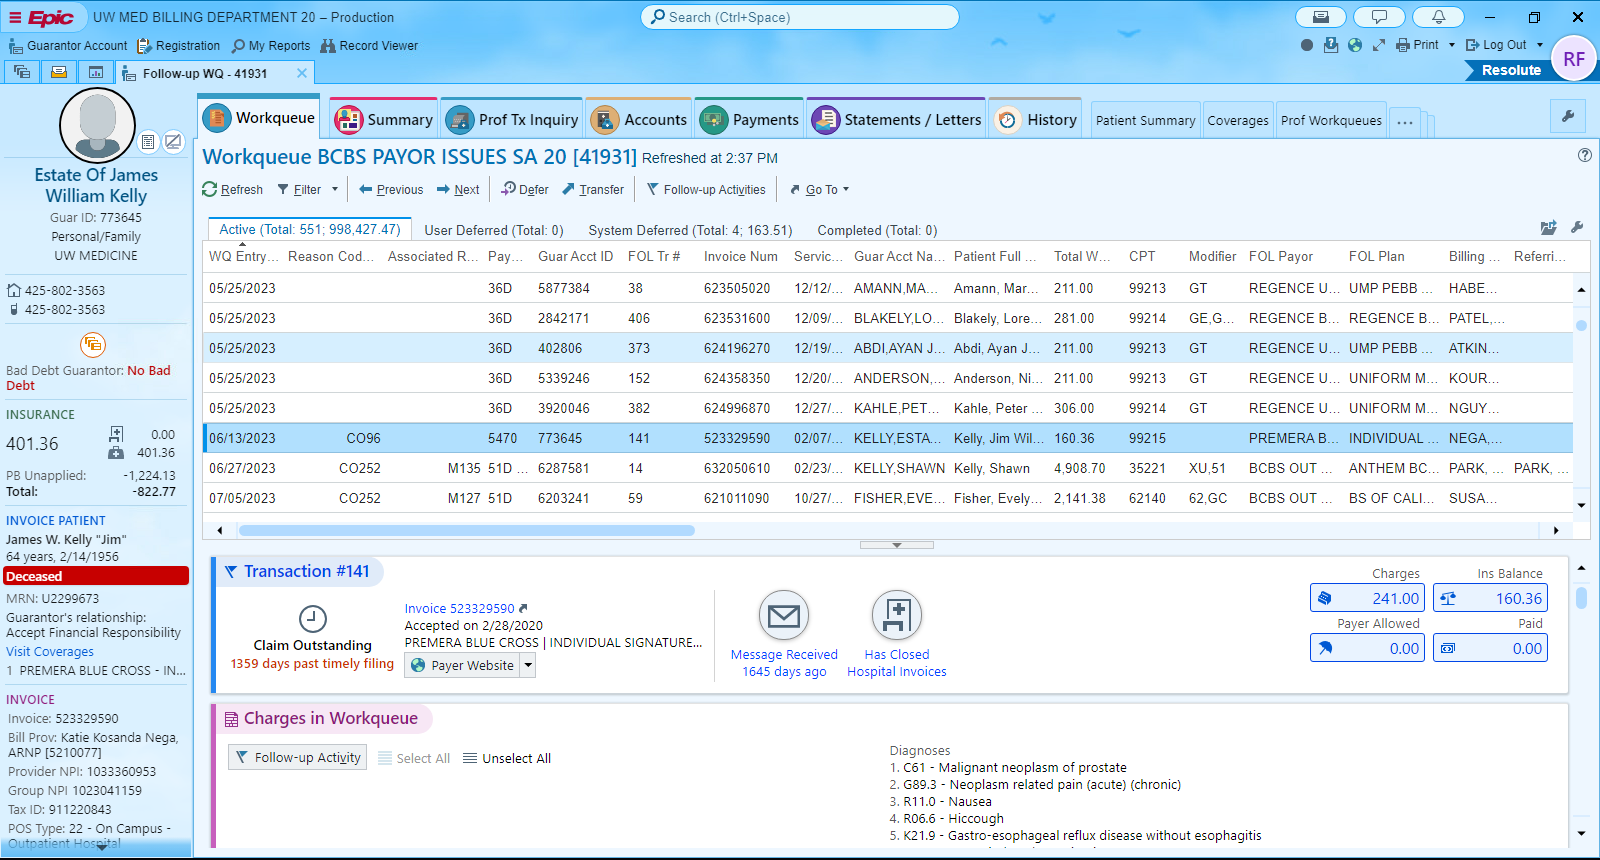 Epic UW MED BILLING DEPARTMENT 20 – Production Search (Ctrl+Space)
Guarantor Account Registration My Reports Record Viewer Print Log Out
Follow-up WQ - 41931 Resolute RF
Workqueue Summary Prof Tx Inquiry Accounts Payments Statements / Letters History Patient Summary Coverages Prof Workqueues ...
Estate Of James
William Kelly
Guar ID: 773645
Personal/Family
UW MEDICINE
425-802-3563
425-802-3563
Bad Debt Guarantor: No Bad
Debt
INSURANCE
401.36
0.00
401.36
PB Unapplied: -1,224.13
Total: -822.77
INVOICE PATIENT
James W. Kelly "Jim"
64 years, 2/14/1956
Deceased
MRN: U2299673
Guarantor's relationship:
Accept Financial Responsibility
Visit Coverages
1 PREMERA BLUE CROSS - IN...
INVOICE
Invoice: 523329590
Bill Prov: Katie Kosanda Nega,
ARNP [5210077]
Provider NPI: 1033360953
Group NPI 1023041159
Tax ID: 911220843
POS Type: 22 - On Campus -
Outpatient Hospital
Workqueue BCBS PAYOR ISSUES SA 20 [41931] Refreshed at 2:37 PM
Refresh Filter Previous Next Defer Transfer Follow-up Activities Go To
Active (Total: 551; 998,427.47) User Deferred (Total: 0) System Deferred (Total: 4; 163.51) Completed (Total: 0)
WQ Entry... Reason Cod... Associated R... Pay... Guar Acct ID FOL Tr # Invoice Num Servic... Guar Acct Na... Patient Full ... Total W... CPT Modifier FOL Payor FOL Plan Billing ... Referri...
05/25/2023 36D 5877384 38 623505020 12/12/... AMANN,MA... Amann, Mar... 211.00 99213 GT REGENCE U... UMP PEBB ... HABE...
05/25/2023 36D 2842171 406 623531600 12/09/... BLAKELY,LO... Blakely, Lore... 281.00 99214 GE,G... REGENCE B... REGENCE B... PATEL,...
05/25/2023 36D 402806 373 624196270 12/19/... ABDI,AYAN J... Abdi, Ayan J... 211.00 99213 GT REGENCE U... UMP PEBB ... ATKIN...
05/25/2023 36D 5339246 152 624358350 12/20/... ANDERSON,... Anderson, Ni... 211.00 99213 GT REGENCE U... UNIFORM M... KOUR...
05/25/2023 36D 3920046 382 624996870 12/27/... KAHLE,PET... Kahle, Peter ... 306.00 99214 GT REGENCE U... UNIFORM M... NGUY...
06/13/2023 CO96 5470 773645 141 523329590 02/07/... KELLY,ESTA... Kelly, Jim Wil... 160.36 99215 PREMERA B... INDIVIDUAL ... NEGA,...
06/27/2023 CO252 M135 51D ... 6287581 14 632050610 02/23/... KELLY,SHAWN Kelly, Shawn 4,908.70 35221 XU,51 BCBS OUT ... ANTHEM BC... PARK, ... PARK, ...
07/05/2023 CO252 M127 51D 6203241 59 621011090 10/27/... FISHER,EVE... Fisher, Evely... 2,141.38 62140 62,GC BCBS OUT ... BS OF CALI... SUSA...
Transaction #141
Claim Outstanding
1359 days past timely filing
Invoice 523329590
Accepted on 2/28/2020
PREMERA BLUE CROSS | INDIVIDUAL SIGNATURE...
Payer Website
Message Received
1645 days ago
Has Closed
Hospital Invoices
Charges Ins Balance
241.00 160.36
Payer Allowed Paid
0.00 0.00
Charges in Workqueue
Follow-up Activity Select All Unselect All
Diagnoses
1. C61 - Malignant neoplasm of prostate
2. G89.3 - Neoplasm related pain (acute) (chronic)
3. R11.0 - Nausea
4. R06.6 - Hiccough
5. K21.9 - Gastro-esophageal reflux disease without esophagitis